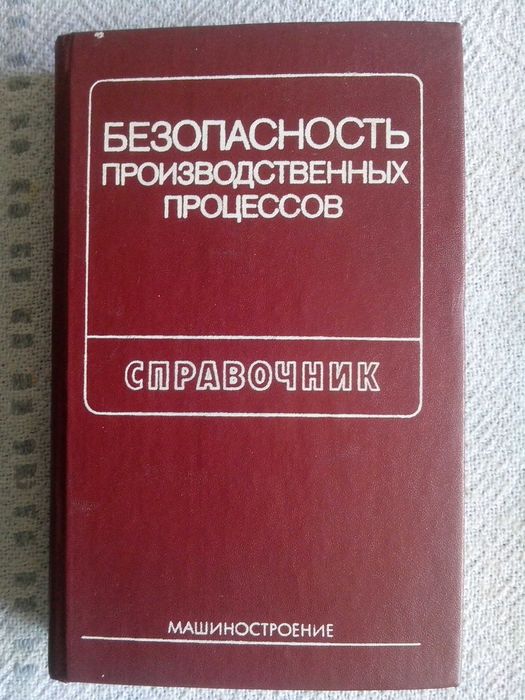 БЕЗОПАСНОСТЬ
ПРОИЗВОДСТВЕННЫХ
ПРОЦЕССОВ
СПРАВОЧНИК
МАШИНОСТРОЕНИЕ